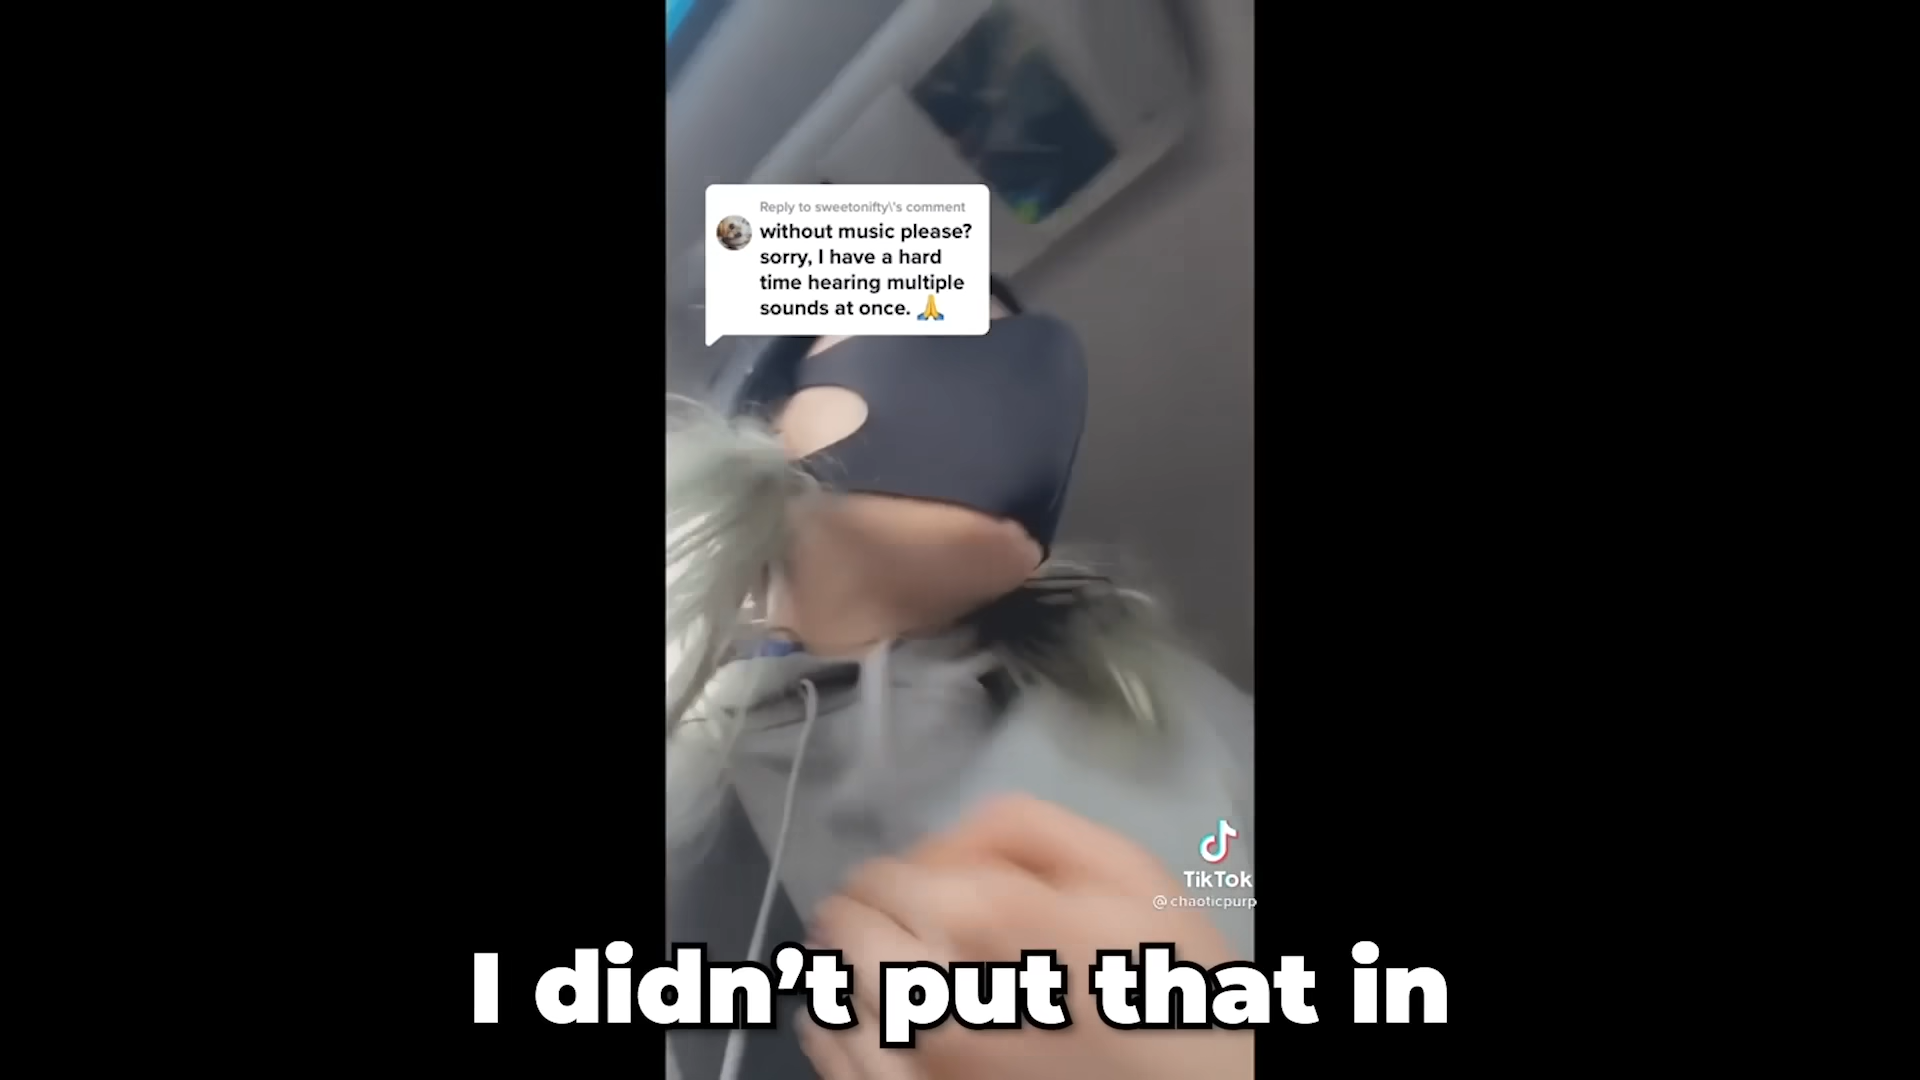 Reply to sweetonifty\'s comment
without music please?
sorry, I have a hard
time hearing multiple
sounds at once. 🙏
TikTok
@chaoticpurp
I didn’t put that in